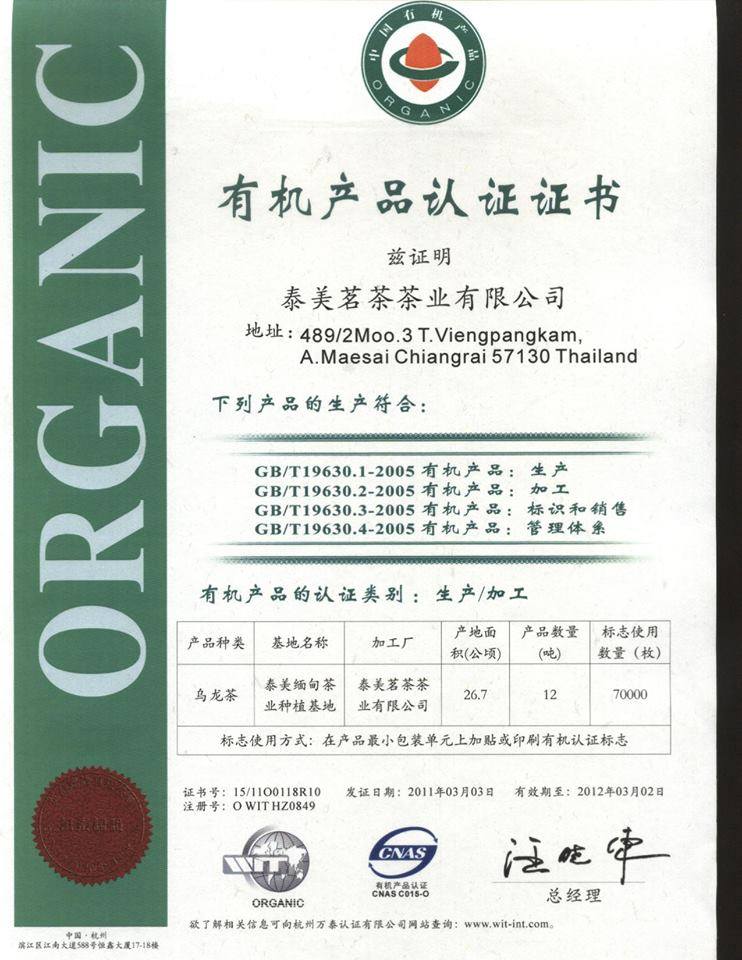 ORGANIC
中国有机产品
ORGANIC
有机产品认证证书
兹证明
泰美茗茶茶业有限公司
地址：489/2Moo.3 T.Viengpangkam,
A.Maesai Chiangrai 57130 Thailand
下列产品的生产符合：
GB/T19630.1-2005 有机产品：生产
GB/T19630.2-2005 有机产品：加工
GB/T19630.3-2005 有机产品：标识和销售
GB/T19630.4-2005 有机产品：管理体系
有机产品的认证类别：生产/加工
产品种类 基地名称 加工厂 产地面积(公顷) 产品数量(吨) 标志使用数量（枚）
乌龙茶 泰美缅甸茶业种植基地 泰美茗茶茶业有限公司 26.7 12 70000
标志使用方式：在产品最小包装单元上加贴或印刷有机认证标志
证书号：15/11O0118R10 发证日期：2011年03月03日 有效期至：2012年03月02日
注册号：O WIT HZ0849
WIT
ORGANIC
CNAS
有机产品认证
CNAS C015-O
总经理
欲了解相关信息可向杭州万泰认证有限公司网站查询：www.wit-int.com。
中国·杭州
滨江区江南大道588号恒鑫大厦17-18楼